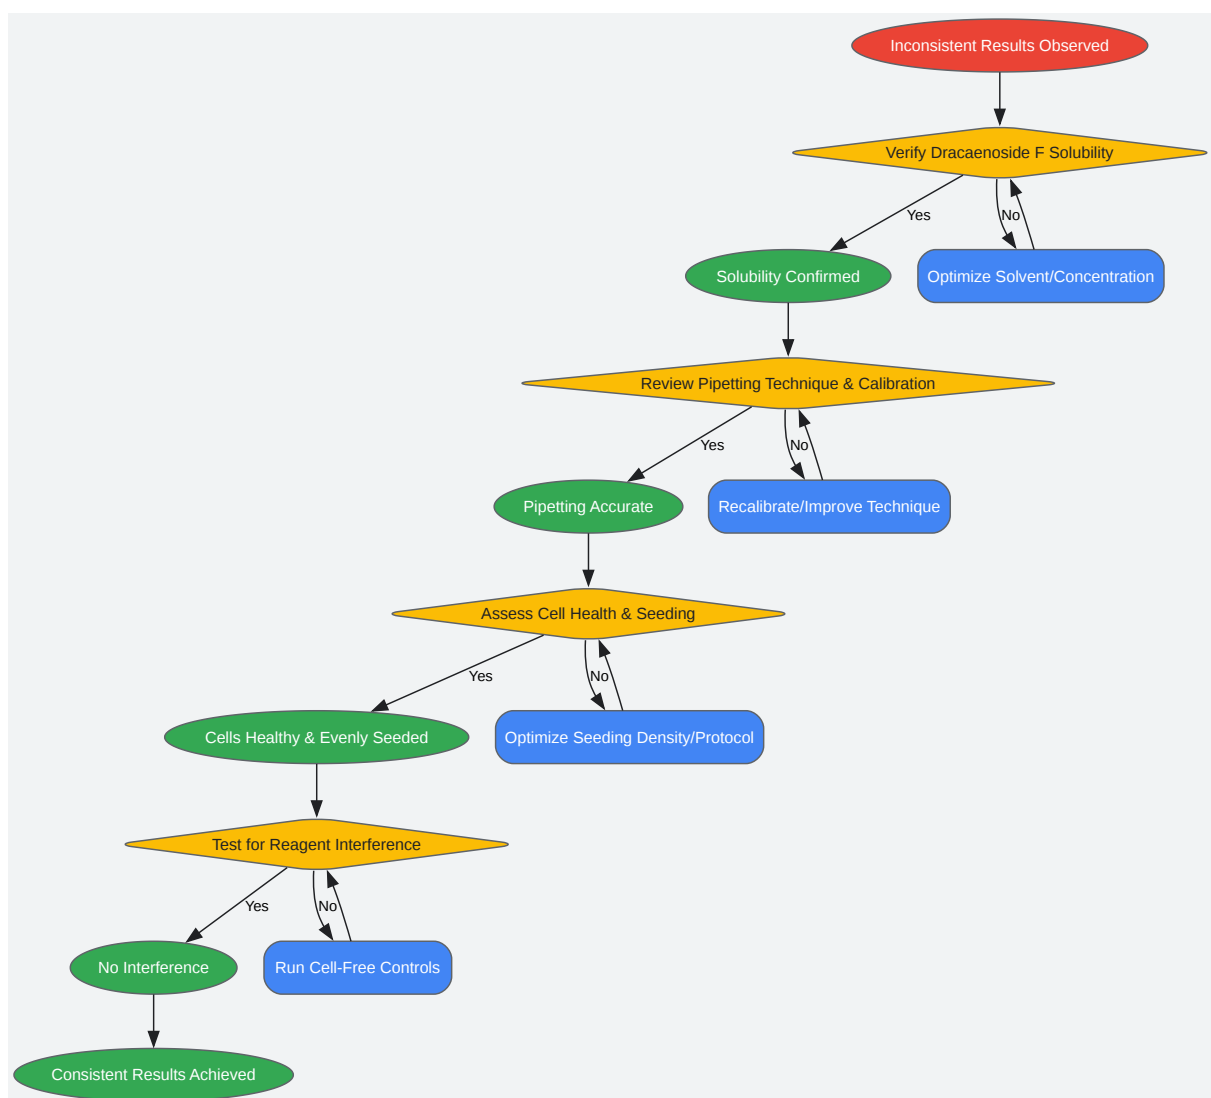 Inconsistent Results Observed
Verify Dracaenoside F Solubility
Yes
No
Solubility Confirmed
Optimize Solvent/Concentration
Review Pipetting Technique & Calibration
Yes
No
Pipetting Accurate
Recalibrate/Improve Technique
Assess Cell Health & Seeding
Yes
No
Cells Healthy & Evenly Seeded
Optimize Seeding Density/Protocol
Test for Reagent Interference
Yes
No
No Interference
Run Cell-Free Controls
Consistent Results Achieved